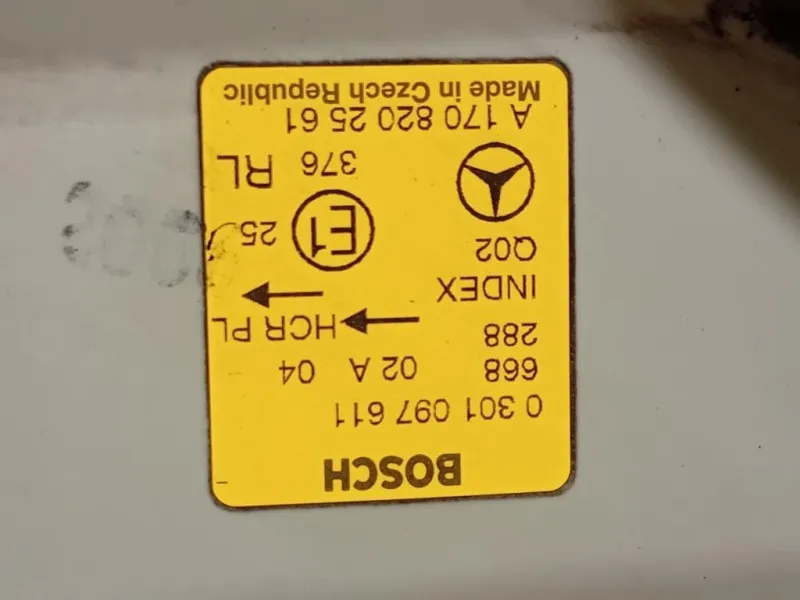 BOSCH
0 301 097 611
668 02 A 04
288 HCR PL
INDEX
Q02 E1 25
376 RL
A 170 820 25 61
Made in Czech Republic